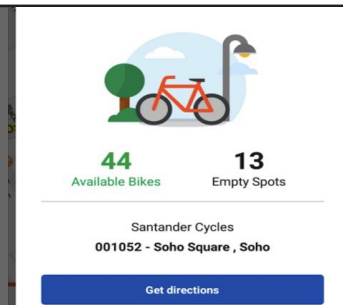 44 13
Available Bikes Empty Spots
Santander Cycles
001052 - Soho Square , Soho
Get directions